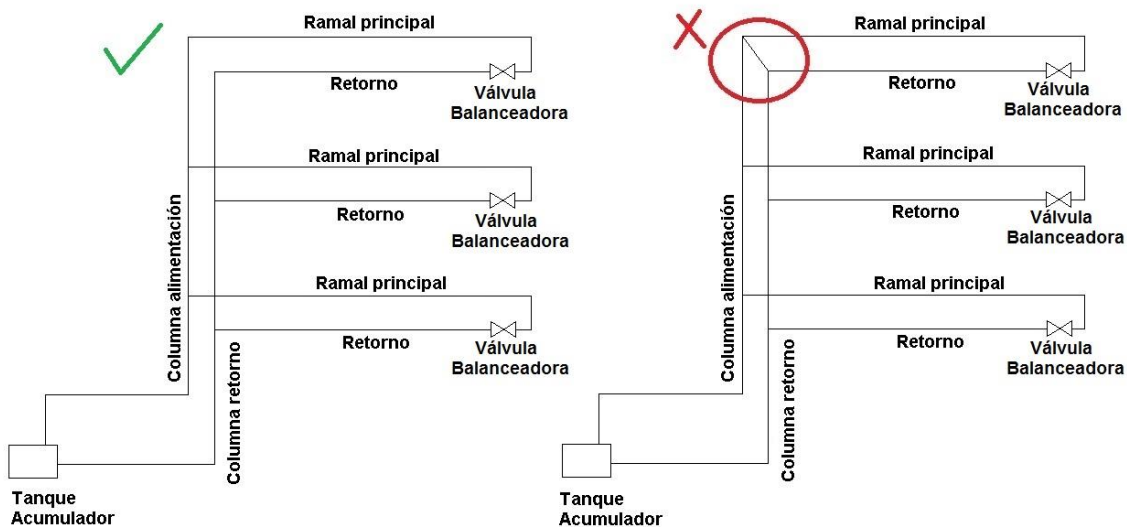 Ramal principal
Retorno
Válvula
Balanceadora
Ramal principal
Retorno
Válvula
Balanceadora
Ramal principal
Retorno
Válvula
Balanceadora
Columna alimentación
Columna retorno
Tanque
Acumulador
Ramal principal
Retorno
Válvula
Balanceadora
Ramal principal
Retorno
Válvula
Balanceadora
Ramal principal
Retorno
Válvula
Balanceadora
Columna alimentación
Columna retorno
Tanque
Acumulador